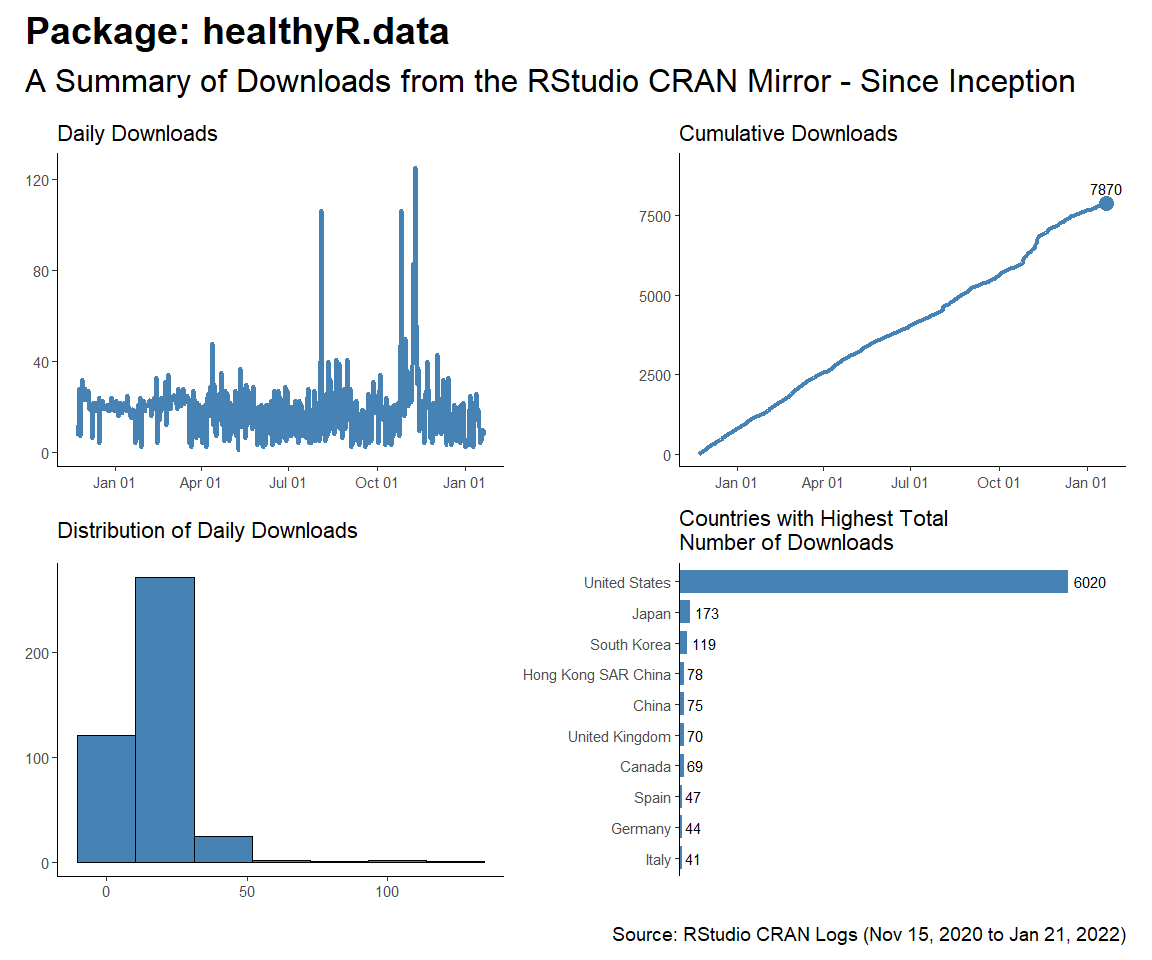 Package: healthyR.data
A Summary of Downloads from the RStudio CRAN Mirror - Since Inception
Daily Downloads
120
80
40
0
Jan 01 Apr 01 Jul 01 Oct 01 Jan 01
Cumulative Downloads
7870
7500
5000
2500
0
Jan 01 Apr 01 Jul 01 Oct 01 Jan 01
Distribution of Daily Downloads
200
100
0
0 50 100
Countries with Highest Total
Number of Downloads
United States 6020
Japan 173
South Korea 119
Hong Kong SAR China 78
China 75
United Kingdom 70
Canada 69
Spain 47
Germany 44
Italy 41
Source: RStudio CRAN Logs (Nov 15, 2020 to Jan 21, 2022)